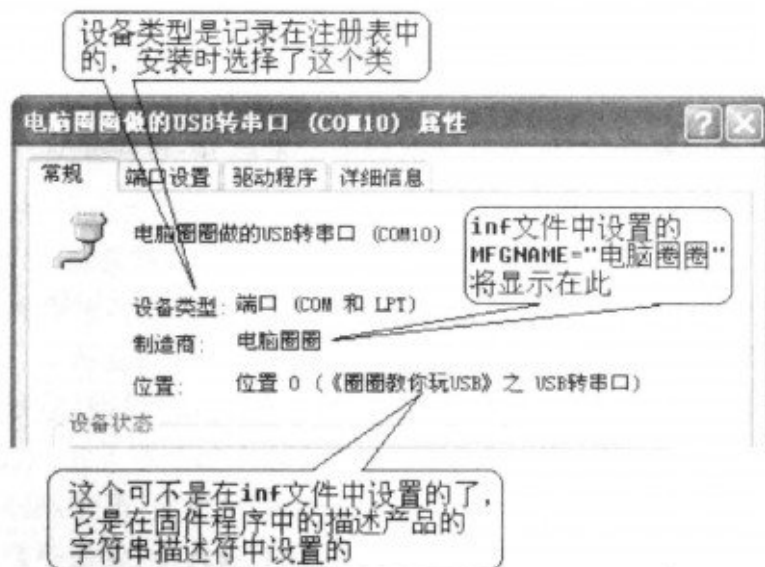 设备类型是记录在注册表中
的，安装时选择了这个类
电脑圈圈做的USB转串口 (COM10) 属性
常规 端口设置 驱动程序 详细信息
电脑圈圈做的USB转串口 (COM10)
inf文件中设置的
MFGNAME="电脑圈圈"
将显示在此
设备类型: 端口 (COM 和 LPT)
制造商: 电脑圈圈
位置: 位置 0 (《圈圈教你玩USB》之 USB转串口)
设备状态
这个可不是在inf文件中设置的了，
它是在固件程序中的描述产品的
字符串描述符中设置的